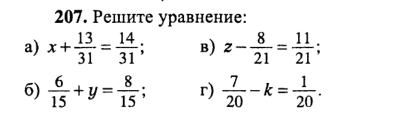 207. Решите уравнение:
а) x + 13/31 = 14/31; в) z − 8/21 = 11/21;
б) 6/15 + y = 8/15; г) 7/20 − k = 1/20.